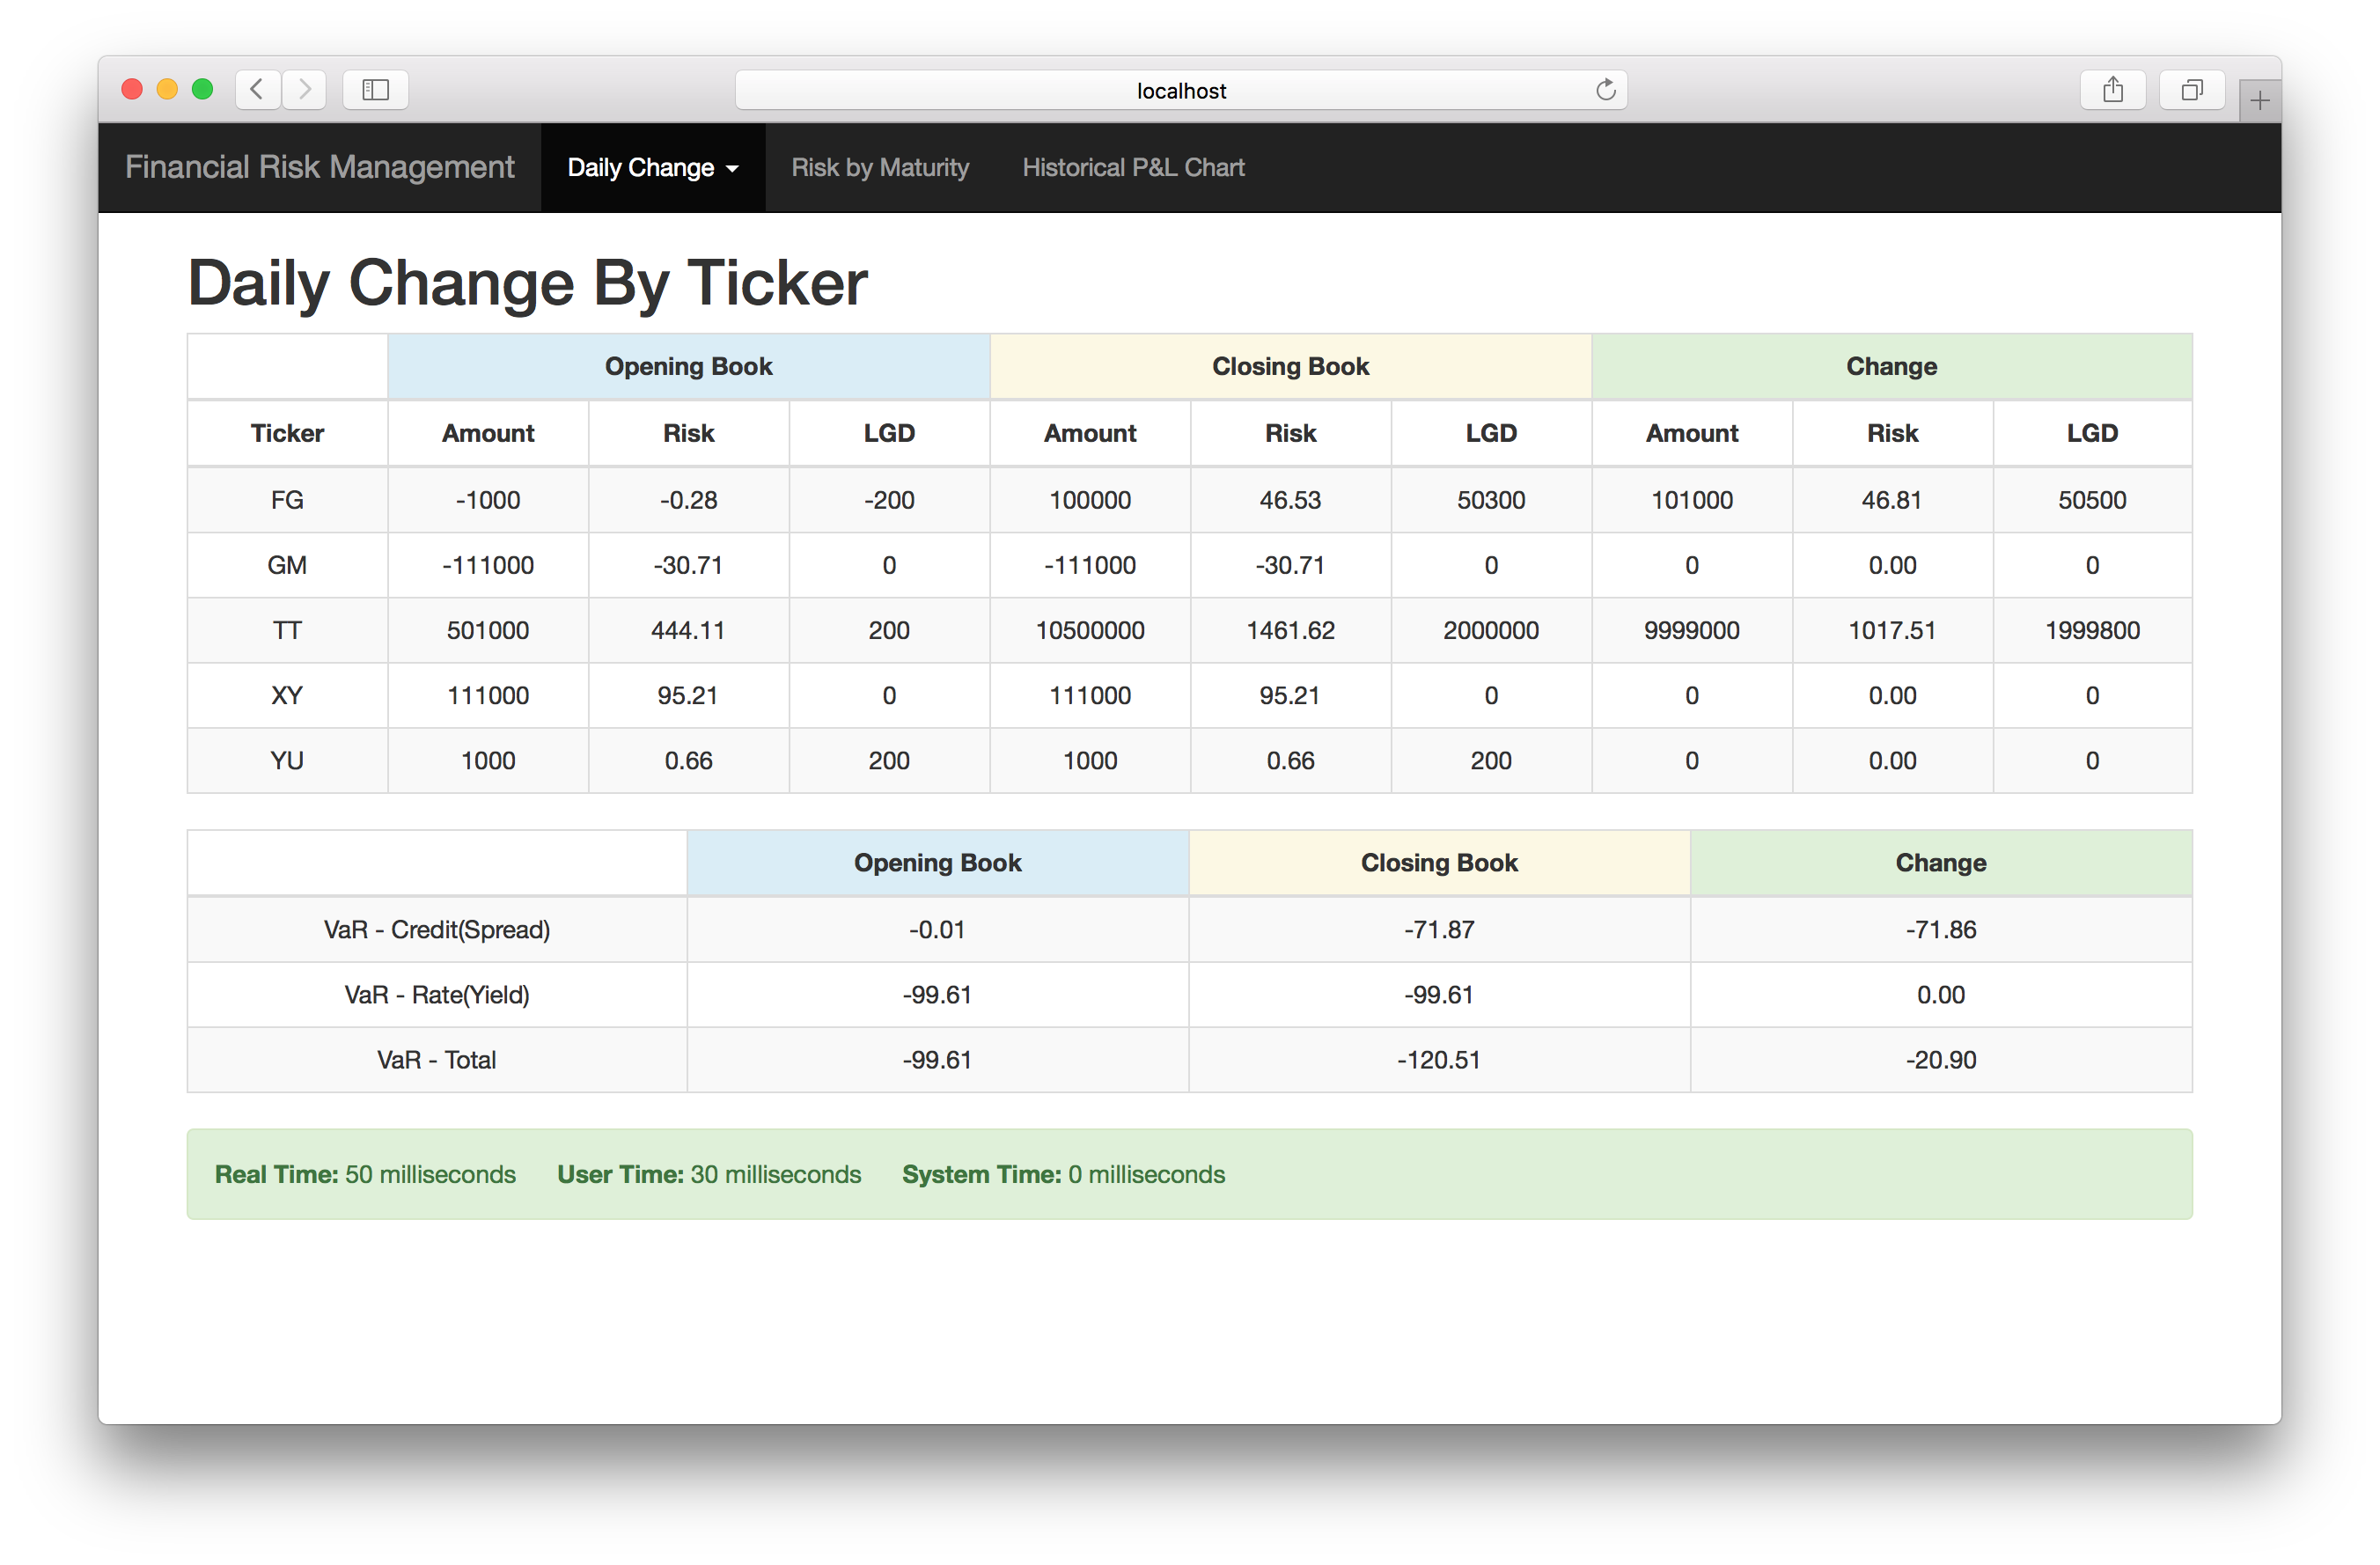 localhost
Financial Risk Management Daily Change Risk by Maturity Historical P&L Chart
Daily Change By Ticker
Opening Book Closing Book Change
Ticker Amount Risk LGD Amount Risk LGD Amount Risk LGD
FG -1000 -0.28 -200 100000 46.53 50300 101000 46.81 50500
GM -111000 -30.71 0 -111000 -30.71 0 0 0.00 0
TT 501000 444.11 200 10500000 1461.62 2000000 9999000 1017.51 1999800
XY 111000 95.21 0 111000 95.21 0 0 0.00 0
YU 1000 0.66 200 1000 0.66 200 0 0.00 0
Opening Book Closing Book Change
VaR - Credit(Spread) -0.01 -71.87 -71.86
VaR - Rate(Yield) -99.61 -99.61 0.00
VaR - Total -99.61 -120.51 -20.90
Real Time: 50 milliseconds User Time: 30 milliseconds System Time: 0 milliseconds